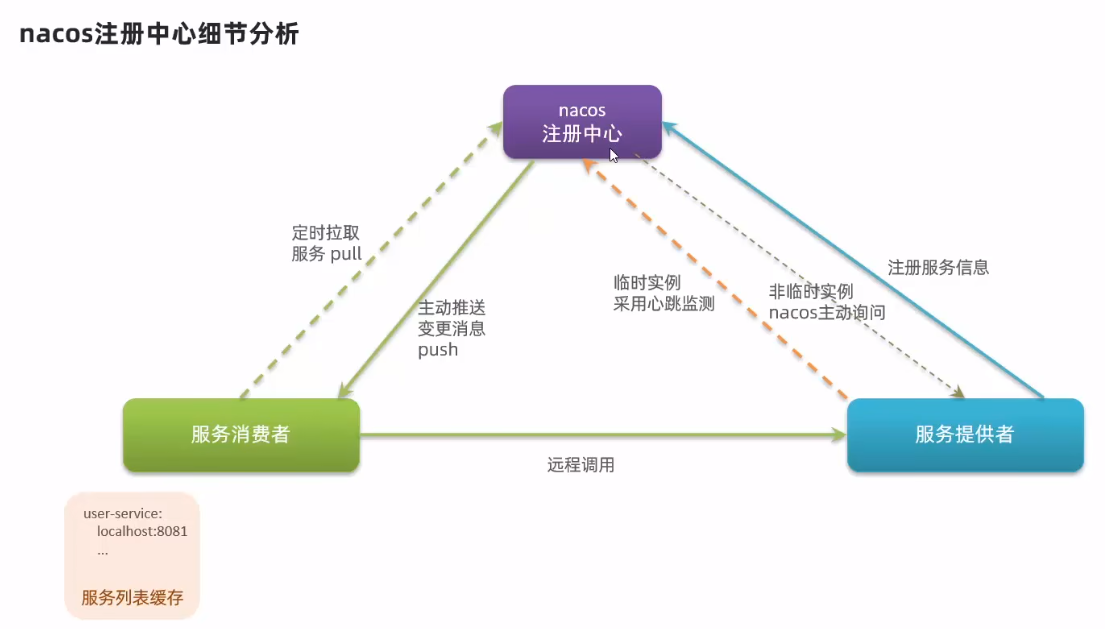 nacos注册中心细节分析
nacos
注册中心
定时拉取
服务 pull
主动推送
变更消息
push
临时实例
采用心跳监测
非临时实例
nacos主动询问
注册服务信息
服务消费者
服务提供者
远程调用
user-service:
localhost:8081
...
服务列表缓存